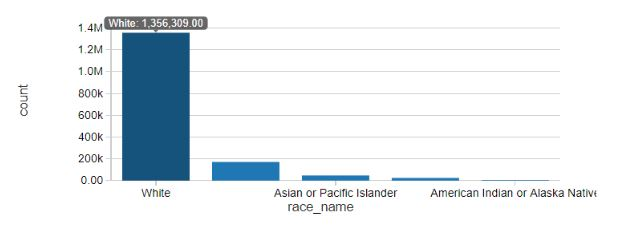 White: 1,356,309.00
1.4M
1.2M
1.0M
800k
600k
400k
200k
0.00
count
White
Asian or Pacific Islander
American Indian or Alaska Native
race_name